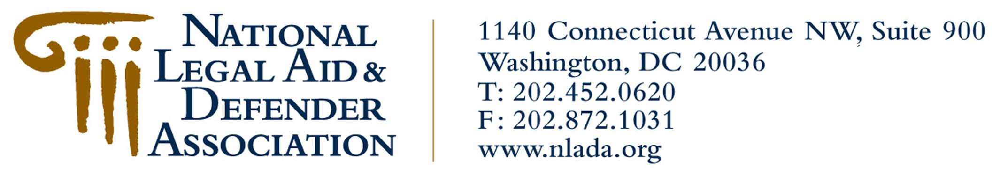 NATIONAL
LEGAL AID &
DEFENDER
ASSOCIATION
1140 Connecticut Avenue NW, Suite 900
Washington, DC 20036
T: 202.452.0620
F: 202.872.1031
www.nlada.org